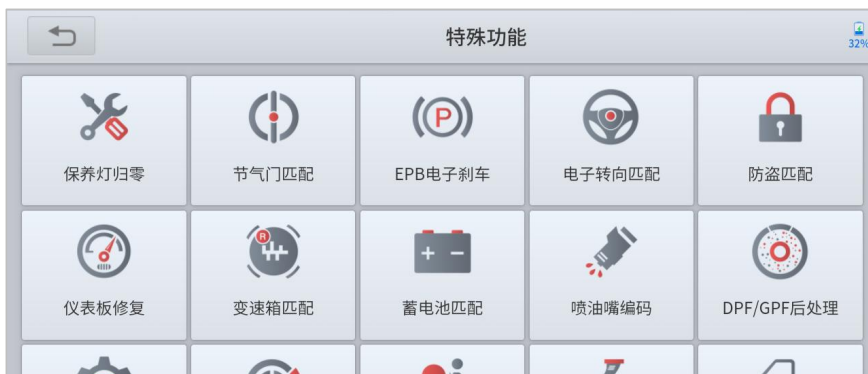 特殊功能
32%
保养灯归零
节气门匹配
EPB电子刹车
电子转向匹配
防盗匹配
仪表板修复
变速箱匹配
蓄电池匹配
喷油嘴编码
DPF/GPF后处理
P
R